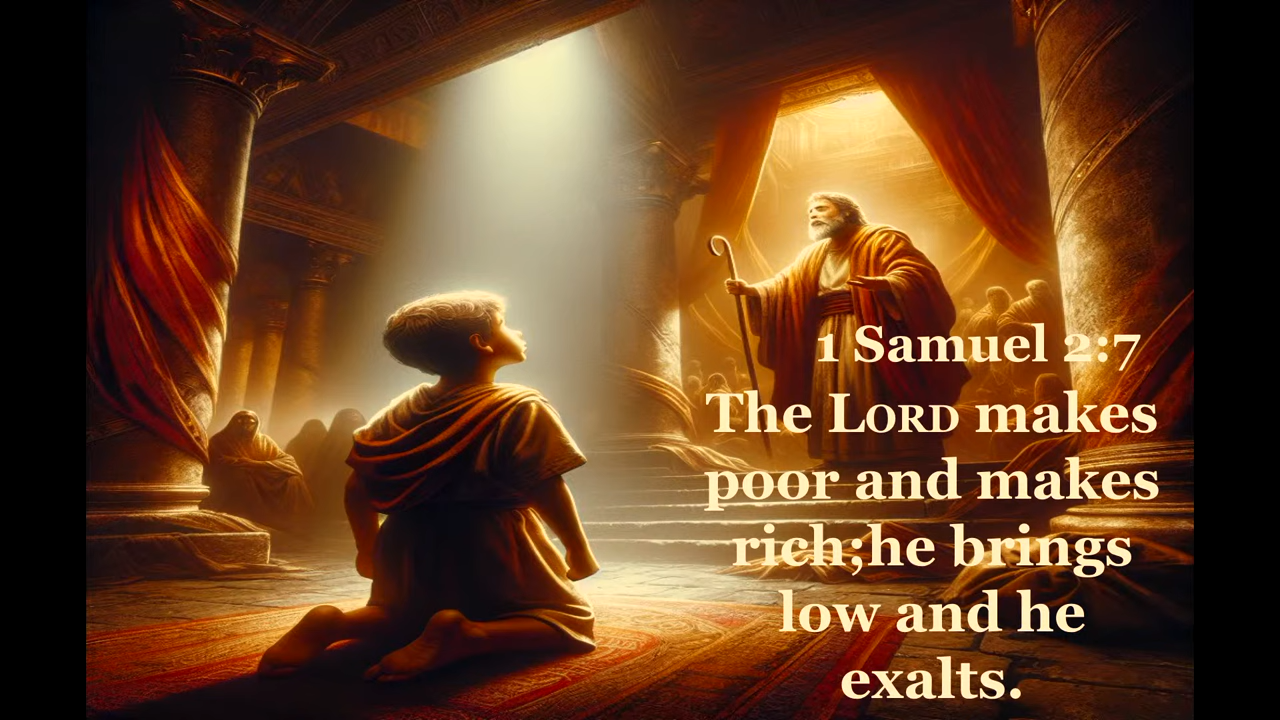 1 Samuel 2:7
The LORD makes
poor and makes
rich;he brings
low and he
exalts.